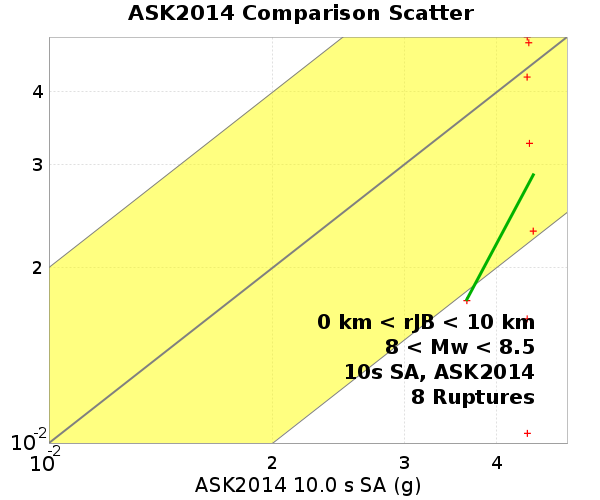 ASK2014 Comparison Scatter
4
3
2
10-2
10-2
2
3
4
0 km < rJB < 10 km
8 < Mw < 8.5
10s SA, ASK2014
8 Ruptures
ASK2014 10.0 s SA (g)